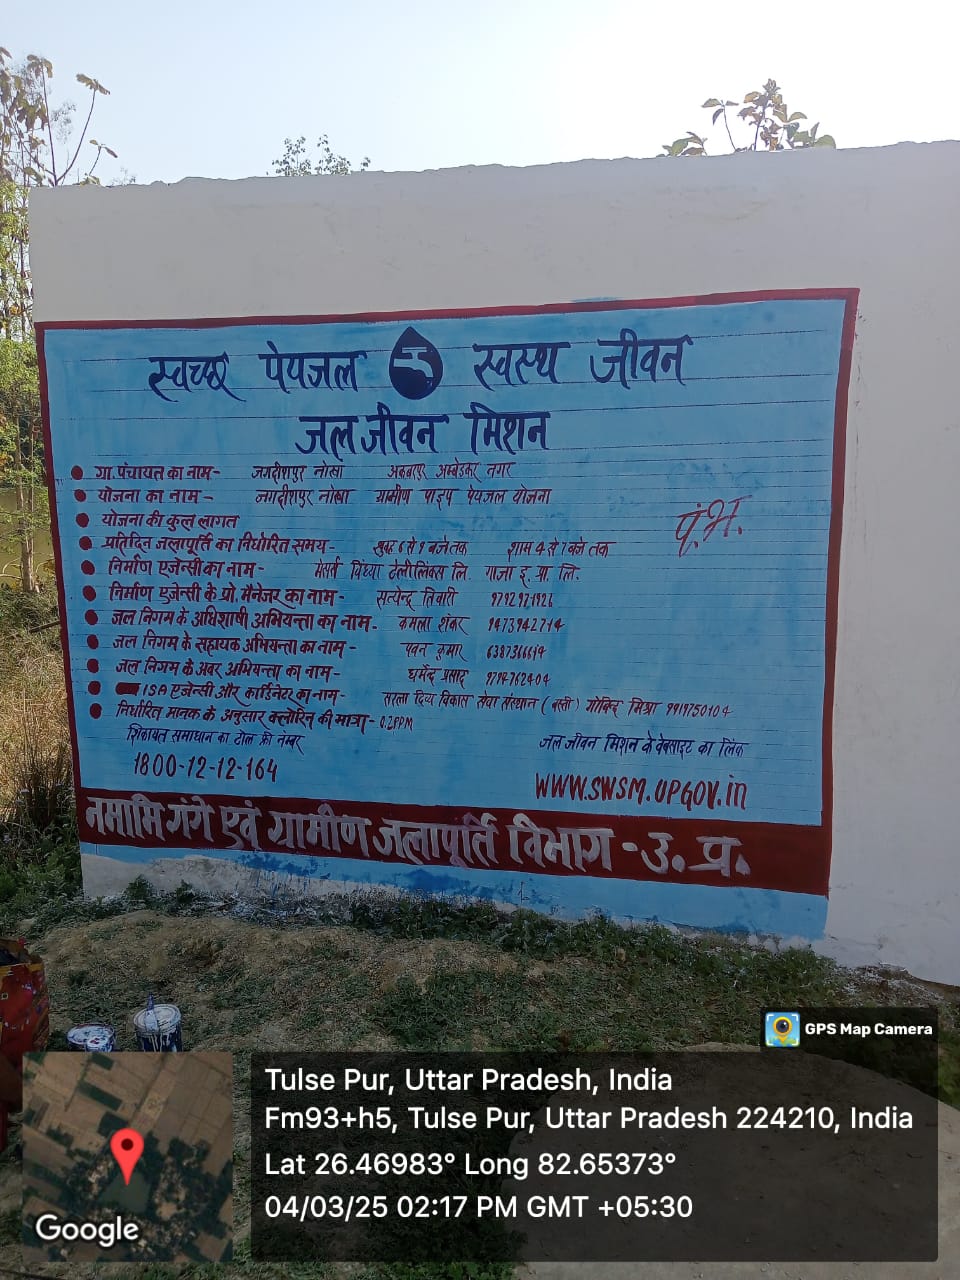 स्वच्छ पेयजल स्वस्थ जीवन
जल जीवन मिशन
गा. पंचायत का नाम- जगदीशपुर नोखा अकबरपुर अम्बेडकर नगर
योजना का नाम- जगदीशपुर नोखा ग्रामीण पाइप पेयजल योजना
योजना की कुल लागत
पं.भ.
प्रतिदिन जलापूर्ति का निर्धारित समय- सुबह 6 से 9 बजे तक शाम 4 से 7 बजे तक
निर्माण एजेन्सी का नाम- मेसर्स विंध्या टेलीलिंक्स लि. गाजा इ. प्रा. लि.
निर्माण एजेन्सी के प्रो. मैनेजर का नाम- सत्येन्द्र तिवारी 9792971926
जल निगम के अधिशाषी अभियन्ता का नाम- कमला शंकर 9473942714
जल निगम के सहायक अभियन्ता का नाम- पवन कुमार 6387366694
जल निगम के अवर अभियन्ता का नाम- धर्मेन्द्र प्रसाद 9794762404
ISA एजेन्सी और कार्डिनेटर का नाम- सरला दिव्य विकास सेवा संस्थान (बस्ती) गोविन्द मिश्रा 9919750104
निर्धारित मानक के अनुसार क्लोरिन की मात्रा- 0.2PPM
शिकायत समाधान का टोल फ्री नम्बर
1800-12-12-164
जल जीवन मिशन के वेबसाइट का लिंक
WWW.SWSM.UPGOV.in
नमामि गंगे एवं ग्रामीण जलापूर्ति विभाग - उ. प्र.
GPS Map Camera
Tulse Pur, Uttar Pradesh, India
Fm93+h5, Tulse Pur, Uttar Pradesh 224210, India
Lat 26.46983° Long 82.65373°
04/03/25 02:17 PM GMT +05:30
Google